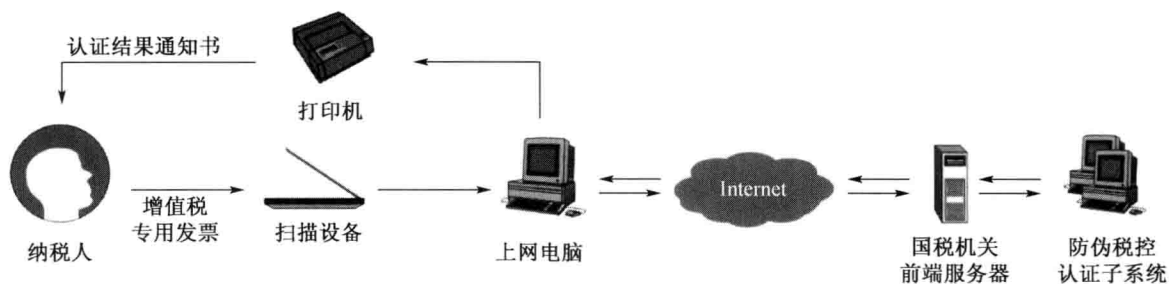 认证结果通知书
打印机
增值税
专用发票
纳税人
扫描设备
上网电脑
Internet
国税机关
前端服务器
防伪税控
认证子系统